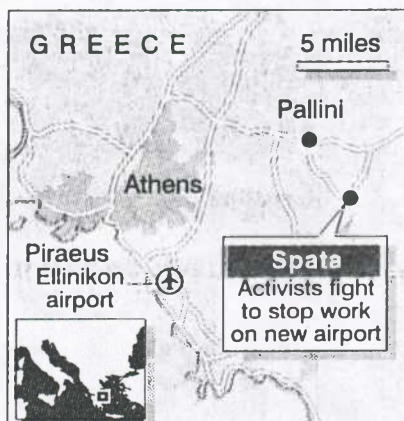 GREECE
5 miles
Pallini
Athens
Piraeus
Ellinikon
airport
Spata
Activists fight
to stop work
on new airport